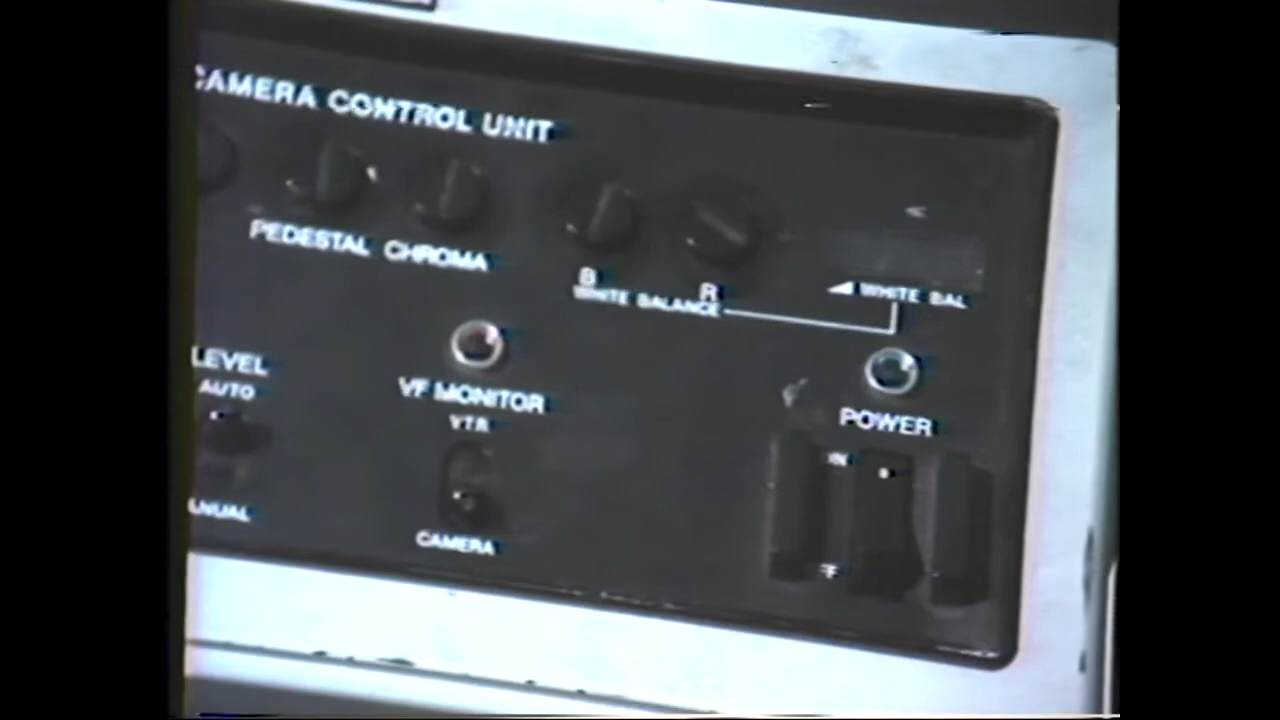 CAMERA CONTROL UNIT
PEDESTAL CHROMA
B R
WHITE BALANCE
WHITE BAL
LEVEL
AUTO
VF MONITOR
VTR
POWER
CAMERA